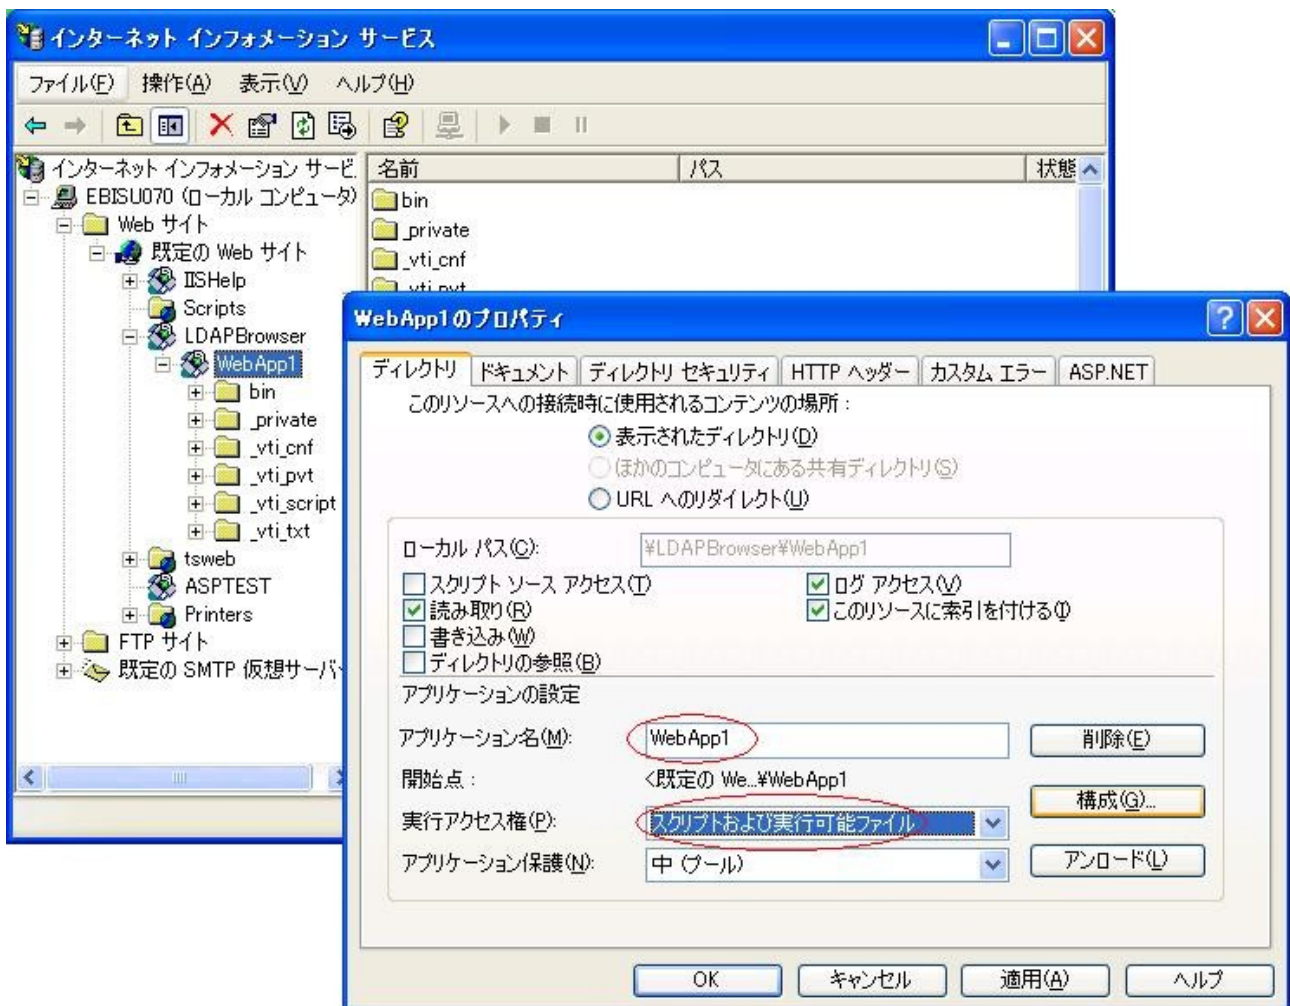 インターネット インフォメーション サービス
ファイル(F) 操作(A) 表示(V) ヘルプ(H)
インターネット インフォメーション サービ
EBISU070 (ローカル コンピュータ)
Web サイト
既定の Web サイト
IISHelp
Scripts
LDAPBrowser
WebApp1
bin
_private
_vti_cnf
_vti_pvt
_vti_script
_vti_txt
tsweb
ASPTEST
Printers
FTP サイト
既定の SMTP 仮想サーバ
名前 パス 状態
bin
_private
_vti_cnf
_vti_pvt
WebApp1のプロパティ
ディレクトリ ドキュメント ディレクトリ セキュリティ HTTP ヘッダー カスタム エラー ASP.NET
このリソースへの接続時に使用されるコンテンツの場所 :
表示されたディレクトリ(D)
ほかのコンピュータにある共有ディレクトリ(S)
URL へのリダイレクト(U)
ローカル パス(C): ¥LDAPBrowser¥WebApp1
スクリプト ソース アクセス(T) ログ アクセス(V)
読み取り(R) このリソースに索引を付ける(I)
書き込み(W)
ディレクトリの参照(B)
アプリケーションの設定
アプリケーション名(M): WebApp1 削除(E)
開始点 : <既定の We...¥WebApp1
構成(G)...
実行アクセス権(P): スクリプトおよび実行可能ファイル
アプリケーション保護(N): 中 (プール) アンロード(L)
OK キャンセル 適用(A) ヘルプ